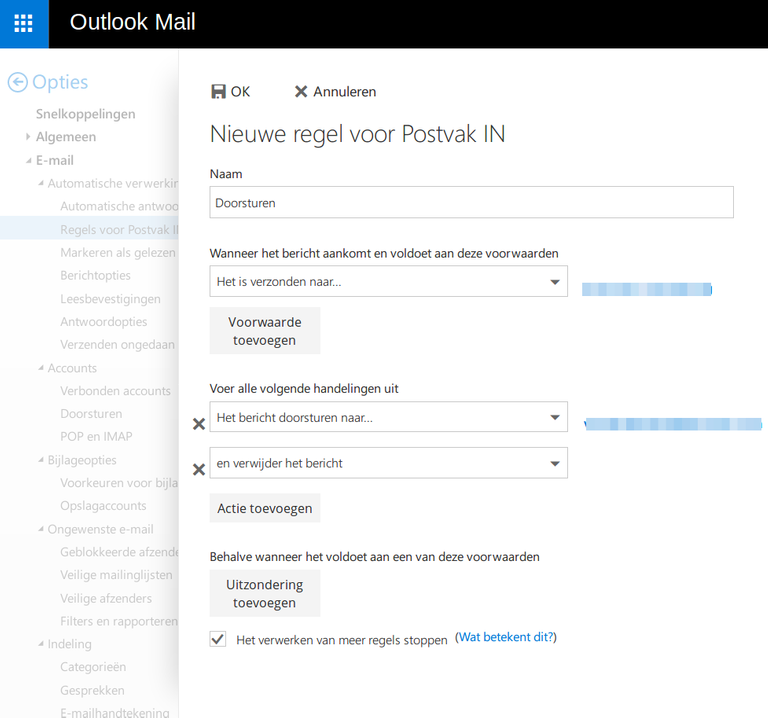 Outlook Mail
Opties
Snelkoppelingen
Algemeen
E-mail
Automatische verwerkin
Automatische antwoo
Regels voor Postvak I
Markeren als gelezen
Berichtopties
Leesbevestigingen
Antwoordopties
Verzenden ongedaan
Accounts
Verbonden accounts
Doorsturen
POP en IMAP
Bijlageopties
Voorkeuren voor bijla
Opslagaccounts
Ongewenste e-mail
Geblokkeerde afzende
Veilige mailinglijsten
Veilige afzenders
Filters en rapporteren
Indeling
Categorieën
Gesprekken
E-mailhandtekening
OK
Annuleren
Nieuwe regel voor Postvak IN
Naam
Doorsturen
Wanneer het bericht aankomt en voldoet aan deze voorwaarden
Het is verzonden naar...
Voorwaarde
toevoegen
Voer alle volgende handelingen uit
Het bericht doorsturen naar...
en verwijder het bericht
Actie toevoegen
Behalve wanneer het voldoet aan een van deze voorwaarden
Uitzondering
toevoegen
Het verwerken van meer regels stoppen (Wat betekent dit?)